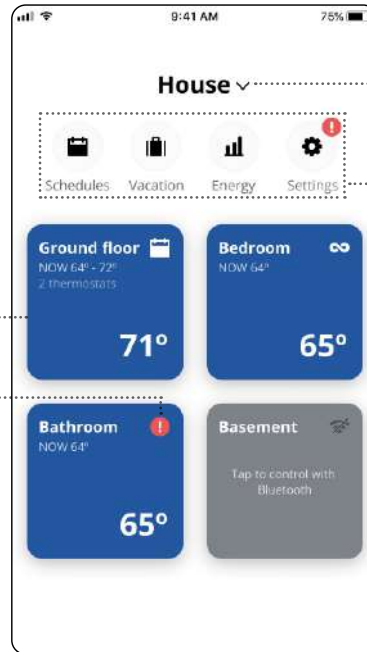 9:41 AM
75%
House
!
Schedules Vacation Energy Settings
Ground floor
NOW 64° - 72°
2 thermostats
71°
Bedroom
NOW 64°
65°
Bathroom !
NOW 64°
65°
Basement
Tap to control with
Bluetooth